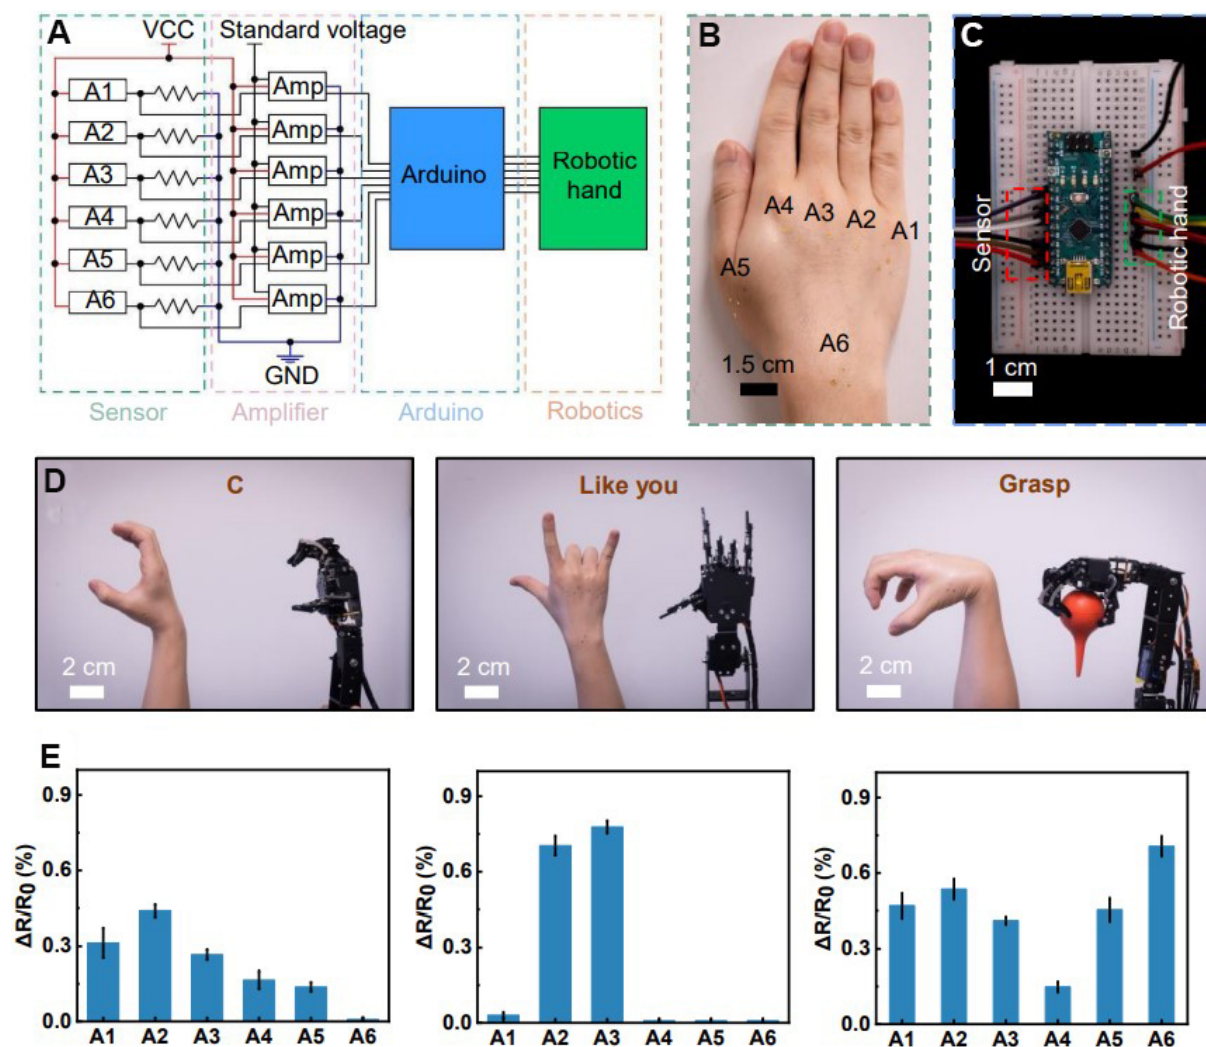 A
VCC
Standard voltage
A1
Amp
A2
Amp
A3
Amp
A4
Amp
A5
Amp
A6
Amp
Arduino
Robotic
hand
GND
Sensor
Amplifier
Arduino
Robotics
B
A4
A3
A2
A1
A5
A6
1.5 cm
C
Sensor
Robotic hand
1 cm
D
C
2 cm
Like you
2 cm
Grasp
2 cm
E
ΔR/R0 (%)
0.9
0.6
0.3
0.0
A1 A2 A3 A4 A5 A6
ΔR/R0 (%)
0.9
0.6
0.3
0.0
A1 A2 A3 A4 A5 A6
ΔR/R0 (%)
0.9
0.6
0.3
0.0
A1 A2 A3 A4 A5 A6